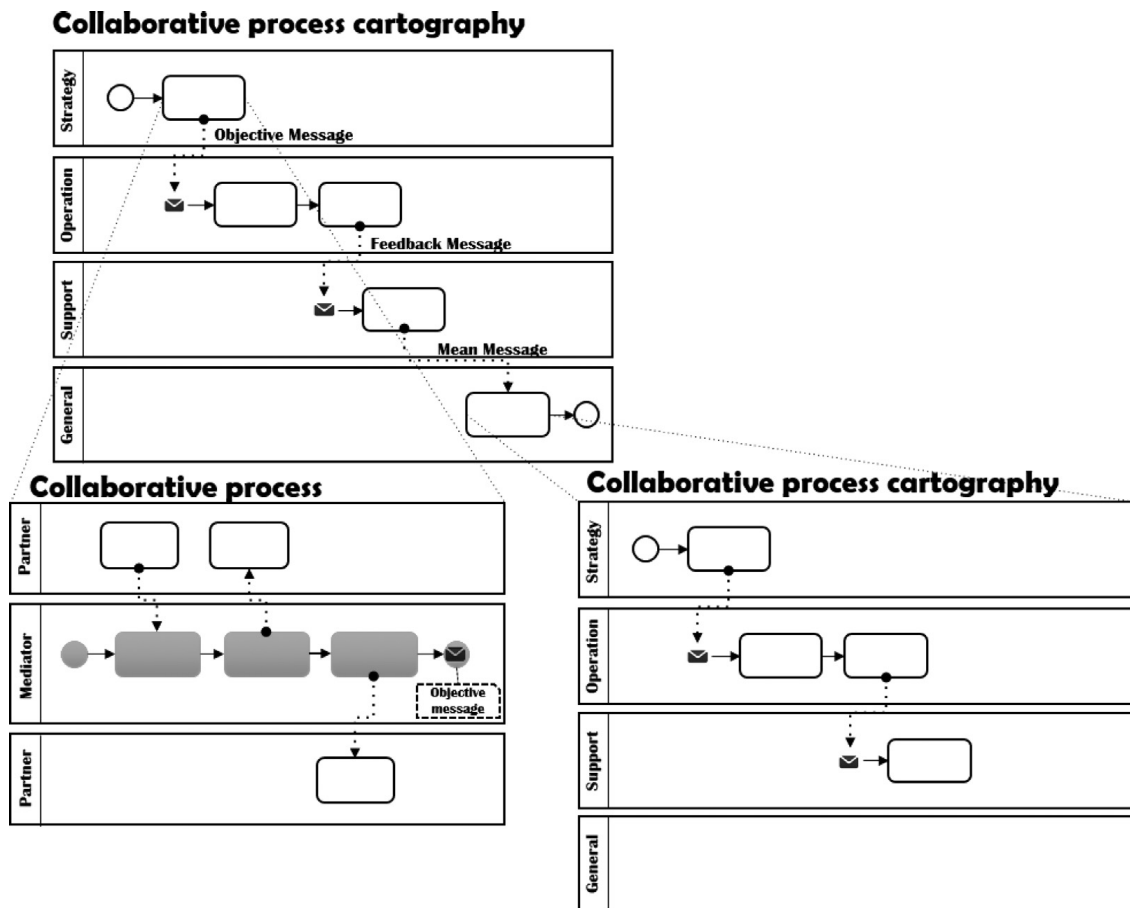 Collaborative process cartography
Strategy
Objective Message
Operation
Feedback Message
Support
Mean Message
General
Collaborative process
Partner
Mediator
Objective
message
Partner
Collaborative process cartography
Strategy
Operation
Support
General